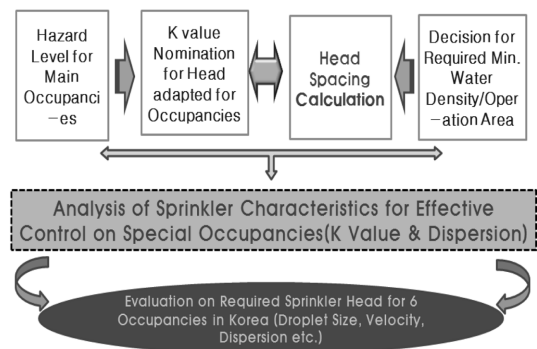 Hazard
Level for
Main
Occupanci
-es
K value
Nomination
for Head
adapted for
Occupancies
Head
Spacing
Calculation
Decision for
Required Min.
Water
Density/Oper
-ation Area
Analysis of Sprinkler Characteristics for Effective
Control on Special Occupancies(K Value & Dispersion)
Evaluation on Required Sprinkler Head for 6
Occupancies in Korea (Droplet Size, Velocity,
Dispersion etc.)